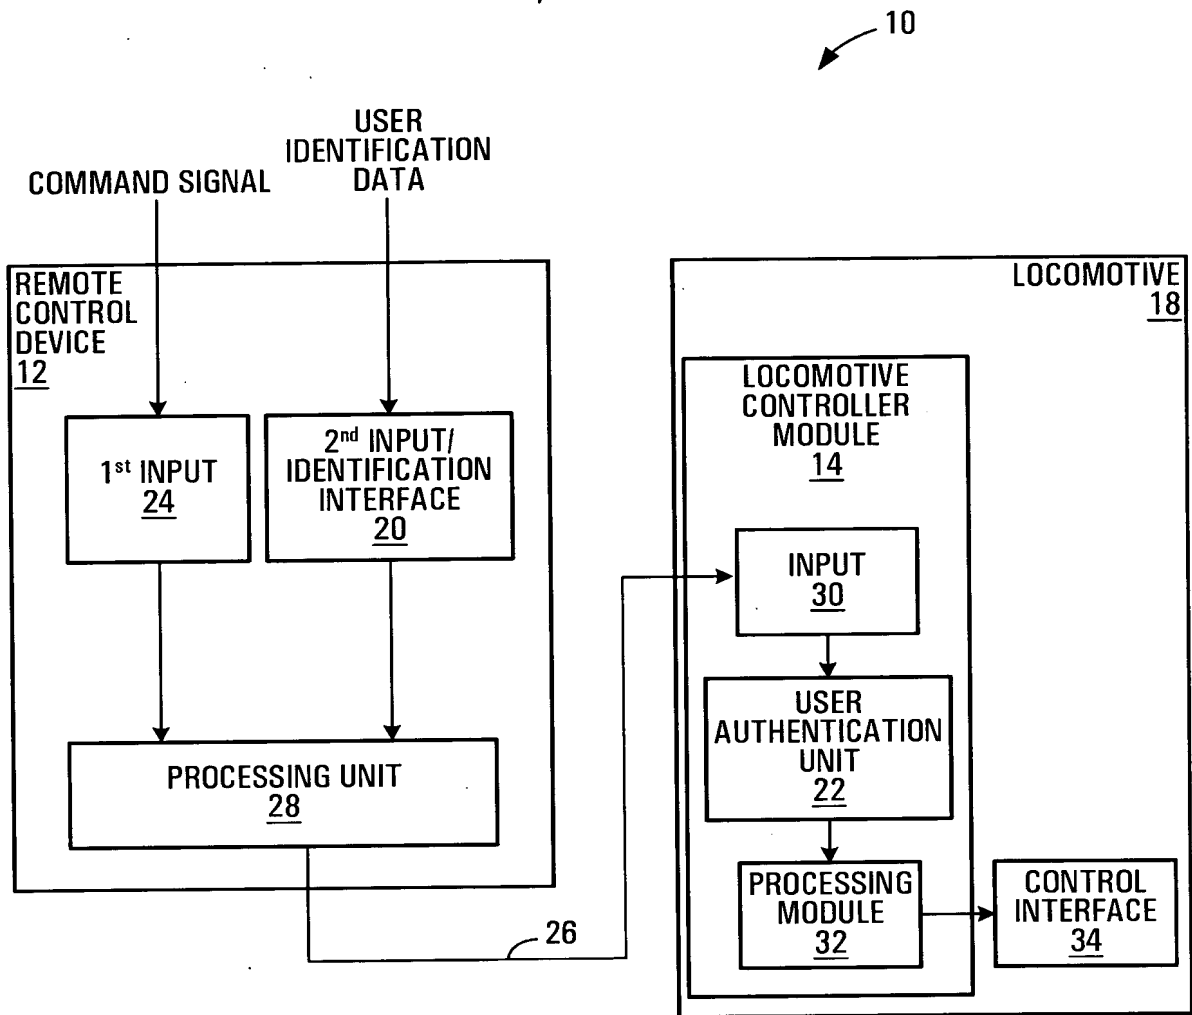 10
USER
IDENTIFICATION
DATA
COMMAND SIGNAL
REMOTE
CONTROL
DEVICE
12
1st INPUT
24
2nd INPUT/
IDENTIFICATION
INTERFACE
20
PROCESSING UNIT
28
26
LOCOMOTIVE
18
LOCOMOTIVE
CONTROLLER
MODULE
14
INPUT
30
USER
AUTHENTICATION
UNIT
22
PROCESSING
MODULE
32
CONTROL
INTERFACE
34